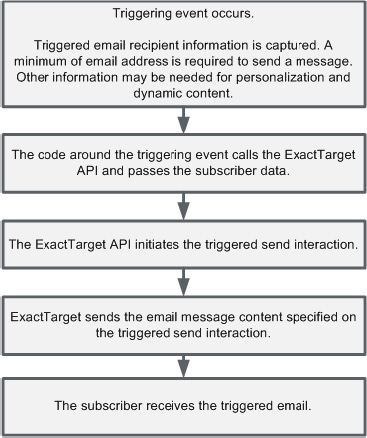 Triggering event occurs.
Triggered email recipient information is captured. A
minimum of email address is required to send a message.
Other information may be needed for personalization and
dynamic content.
The code around the triggering event calls the ExactTarget
API and passes the subscriber data.
The ExactTarget API initiates the triggered send interaction.
ExactTarget sends the email message content specified on
the triggered send interaction.
The subscriber receives the triggered email.